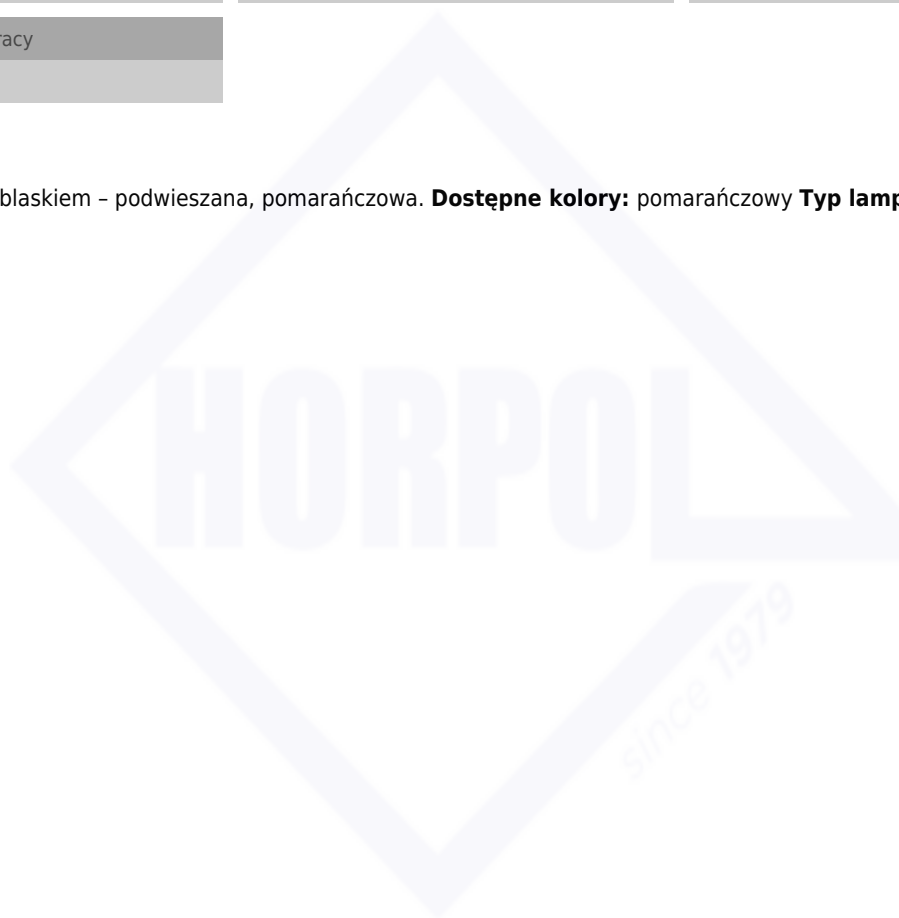 racy
blaskiem – podwieszana, pomarańczowa. Dostępne kolory: pomarańczowy Typ lamp
HORPOL
since 1979